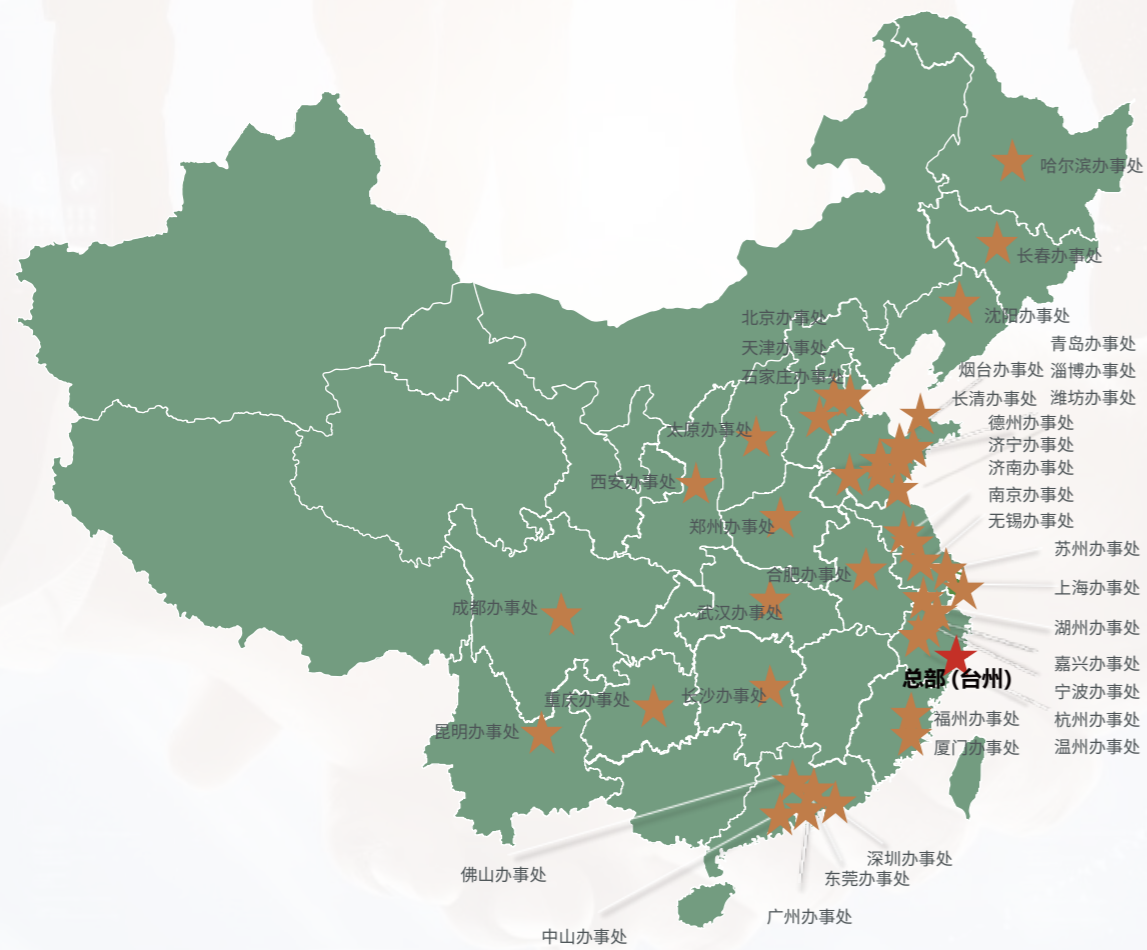 哈尔滨办事处
长春办事处
沈阳办事处
北京办事处
天津办事处
石家庄办事处
青岛办事处
烟台办事处 淄博办事处
长清办事处 潍坊办事处
德州办事处
济宁办事处
济南办事处
南京办事处
无锡办事处
太原办事处
西安办事处
郑州办事处
合肥办事处
苏州办事处
上海办事处
成都办事处
武汉办事处
湖州办事处
嘉兴办事处
总部 (台州)
宁波办事处
重庆办事处
长沙办事处
昆明办事处
福州办事处
杭州办事处
厦门办事处
温州办事处
深圳办事处
佛山办事处
东莞办事处
广州办事处
中山办事处